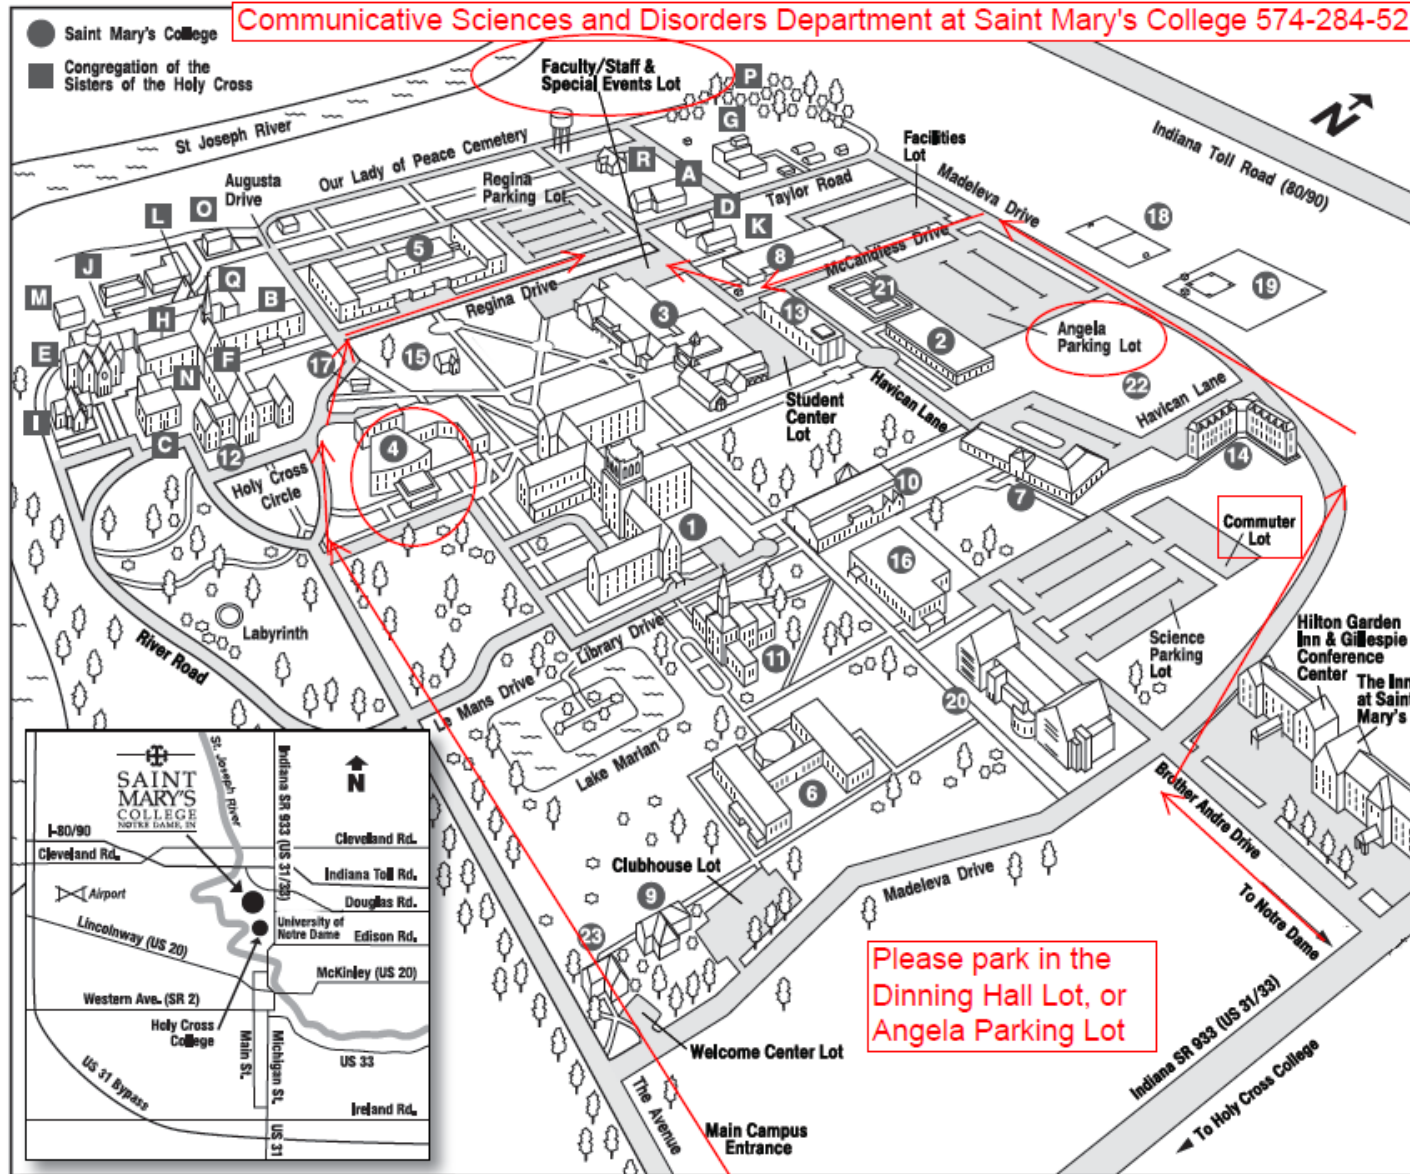 Communicative Sciences and Disorders Department at Saint Mary's College 574-284-52
Saint Mary's College
Congregation of the
Sisters of the Holy Cross
Faculty/Staff &
Special Events Lot
P
G
N
St Joseph River
Indiana Toll Road (80/90)
Our Lady of Peace Cemetery
Facilities
Lot
R
A
D
K
Taylor Road
Madeleva Drive
Augusta
Drive
Regina
Parking Lot
L
O
J
Q
M
B
H
E
F
N
I
C
5
8
McCandless Drive
18
19
21
Regina Drive
3
13
2
Angela
Parking Lot
22
17
15
Student
Center
Lot
Havican Lane
Havican Lane
14
4
12
Holy Cross
Circle
10
7
1
16
Commuter
Lot
Labyrinth
River Road
Library Drive
11
Science
Parking
Lot
Hilton Garden
Inn & Gillespie
Conference
Center
The Inn
at Saint
Mary's
Le Mans Drive
20
Lake Marian
6
Brother Andre Drive
Clubhouse Lot
Madeleva Drive
9
23
To Notre Dame
Please park in the
Dinning Hall Lot, or
Angela Parking Lot
Welcome Center Lot
Indiana SR 933 (US 31/33)
To Holy Cross College
The Avenue
Main Campus
Entrance
SAINT
MARY'S
COLLEGE
NOTRE DAME, IN
St. Joseph River
Indiana SR 933 (US 31/33)
N
I-80/90
Cleveland Rd.
Cleveland Rd.
Indiana Toll Rd.
Airport
Douglas Rd.
University of
Notre Dame
Edison Rd.
Lincolnway (US 20)
McKinley (US 20)
Western Ave. (SR 2)
Holy Cross
College
Main St.
Michigan St.
US 33
US 31 Bypass
Ireland Rd.
US 31